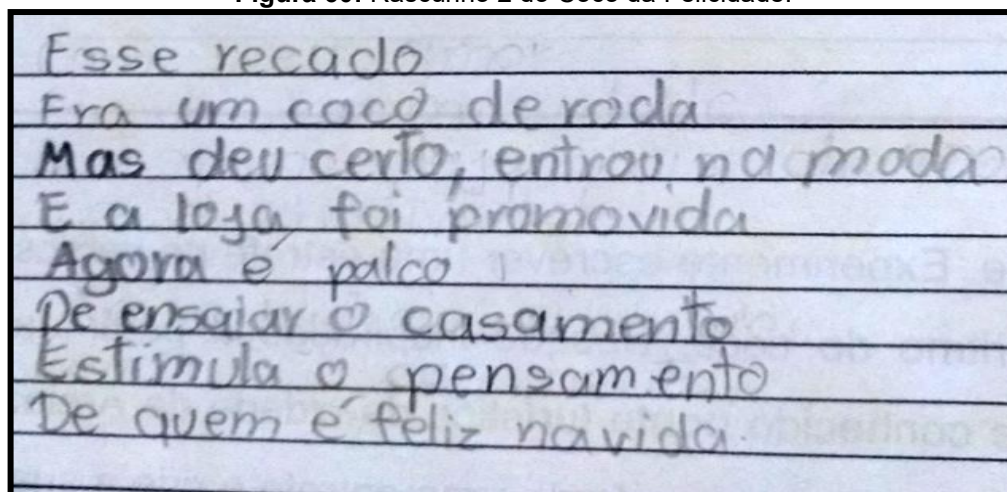 Esse recado
Era um coco de roda
Mas deu certo, entrou na moda
E a loja foi promovida
Agora é palco
De ensaiar o casamento
Estimula o pensamento
De quem é feliz na vida.